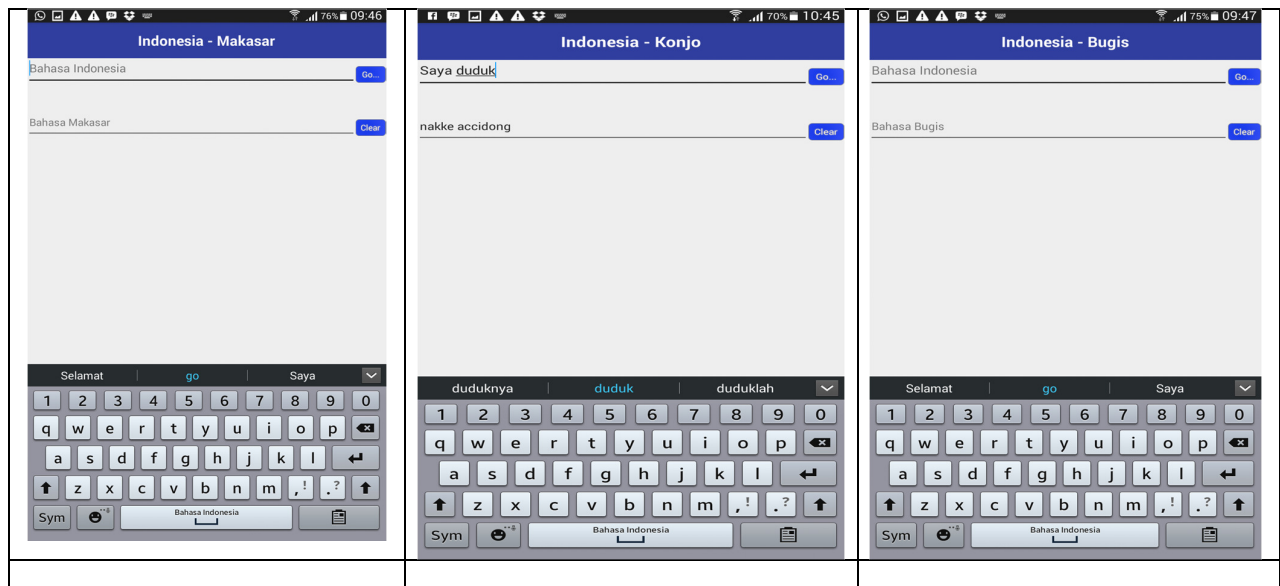 76% 09:46
Indonesia - Makasar
Bahasa Indonesia
Go...
Bahasa Makasar
Clear
Selamat go Saya
1 2 3 4 5 6 7 8 9 0
q w e r t y u i o p
a s d f g h j k l
z x c v b n m ,! .?
Sym Bahasa Indonesia
70% 10:45
Indonesia - Konjo
Saya duduk
Go...
nakke accidong
Clear
duduknya duduk duduklah
1 2 3 4 5 6 7 8 9 0
q w e r t y u i o p
a s d f g h j k l
z x c v b n m ,! .?
Sym Bahasa Indonesia
75% 09:47
Indonesia - Bugis
Bahasa Indonesia
Go...
Bahasa Bugis
Clear
Selamat go Saya
1 2 3 4 5 6 7 8 9 0
q w e r t y u i o p
a s d f g h j k l
z x c v b n m ,! .?
Sym Bahasa Indonesia